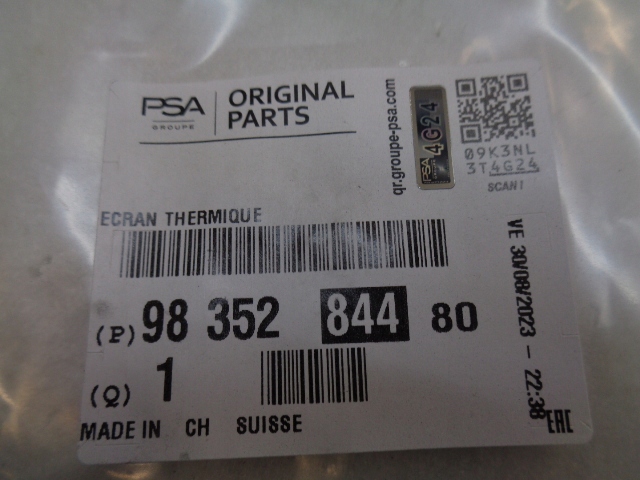 PSA
GROUPE
ORIGINAL
PARTS
qr.groupe-psa.com
PSA
4G24
09K3NL
3T4G24
SCAN!
ECRAN THERMIQUE
(P) 98 352 844 80
(Q) 1
MADE IN CH SUISSE
VE 30/08/2023 - 22:38
EAC